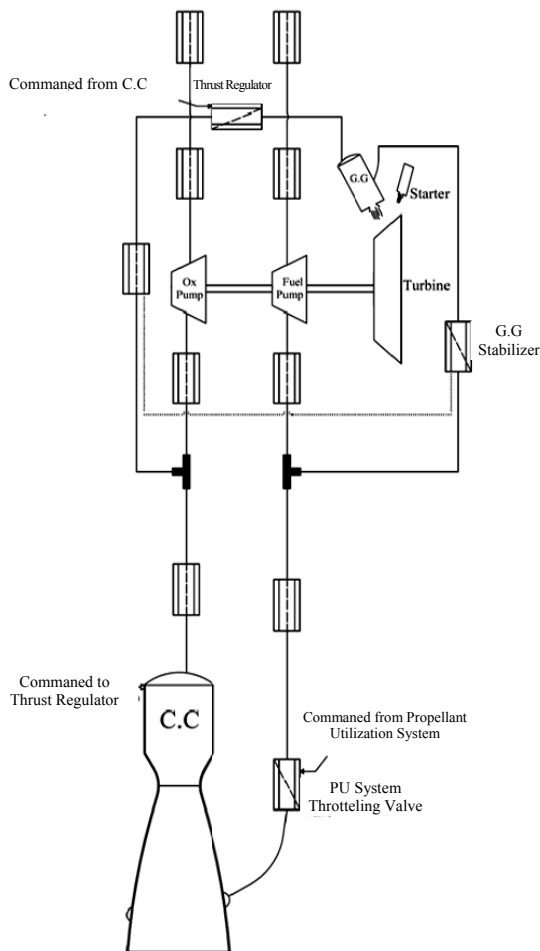 Commaned from C.C
Thrust Regulator
G.G
Starter
Ox
Pump
Fuel
Pump
Turbine
G.G
Stabilizer
Commaned to
Thrust Regulator
C.C
Commaned from Propellant
Utilization System
PU System
Throtteling Valve